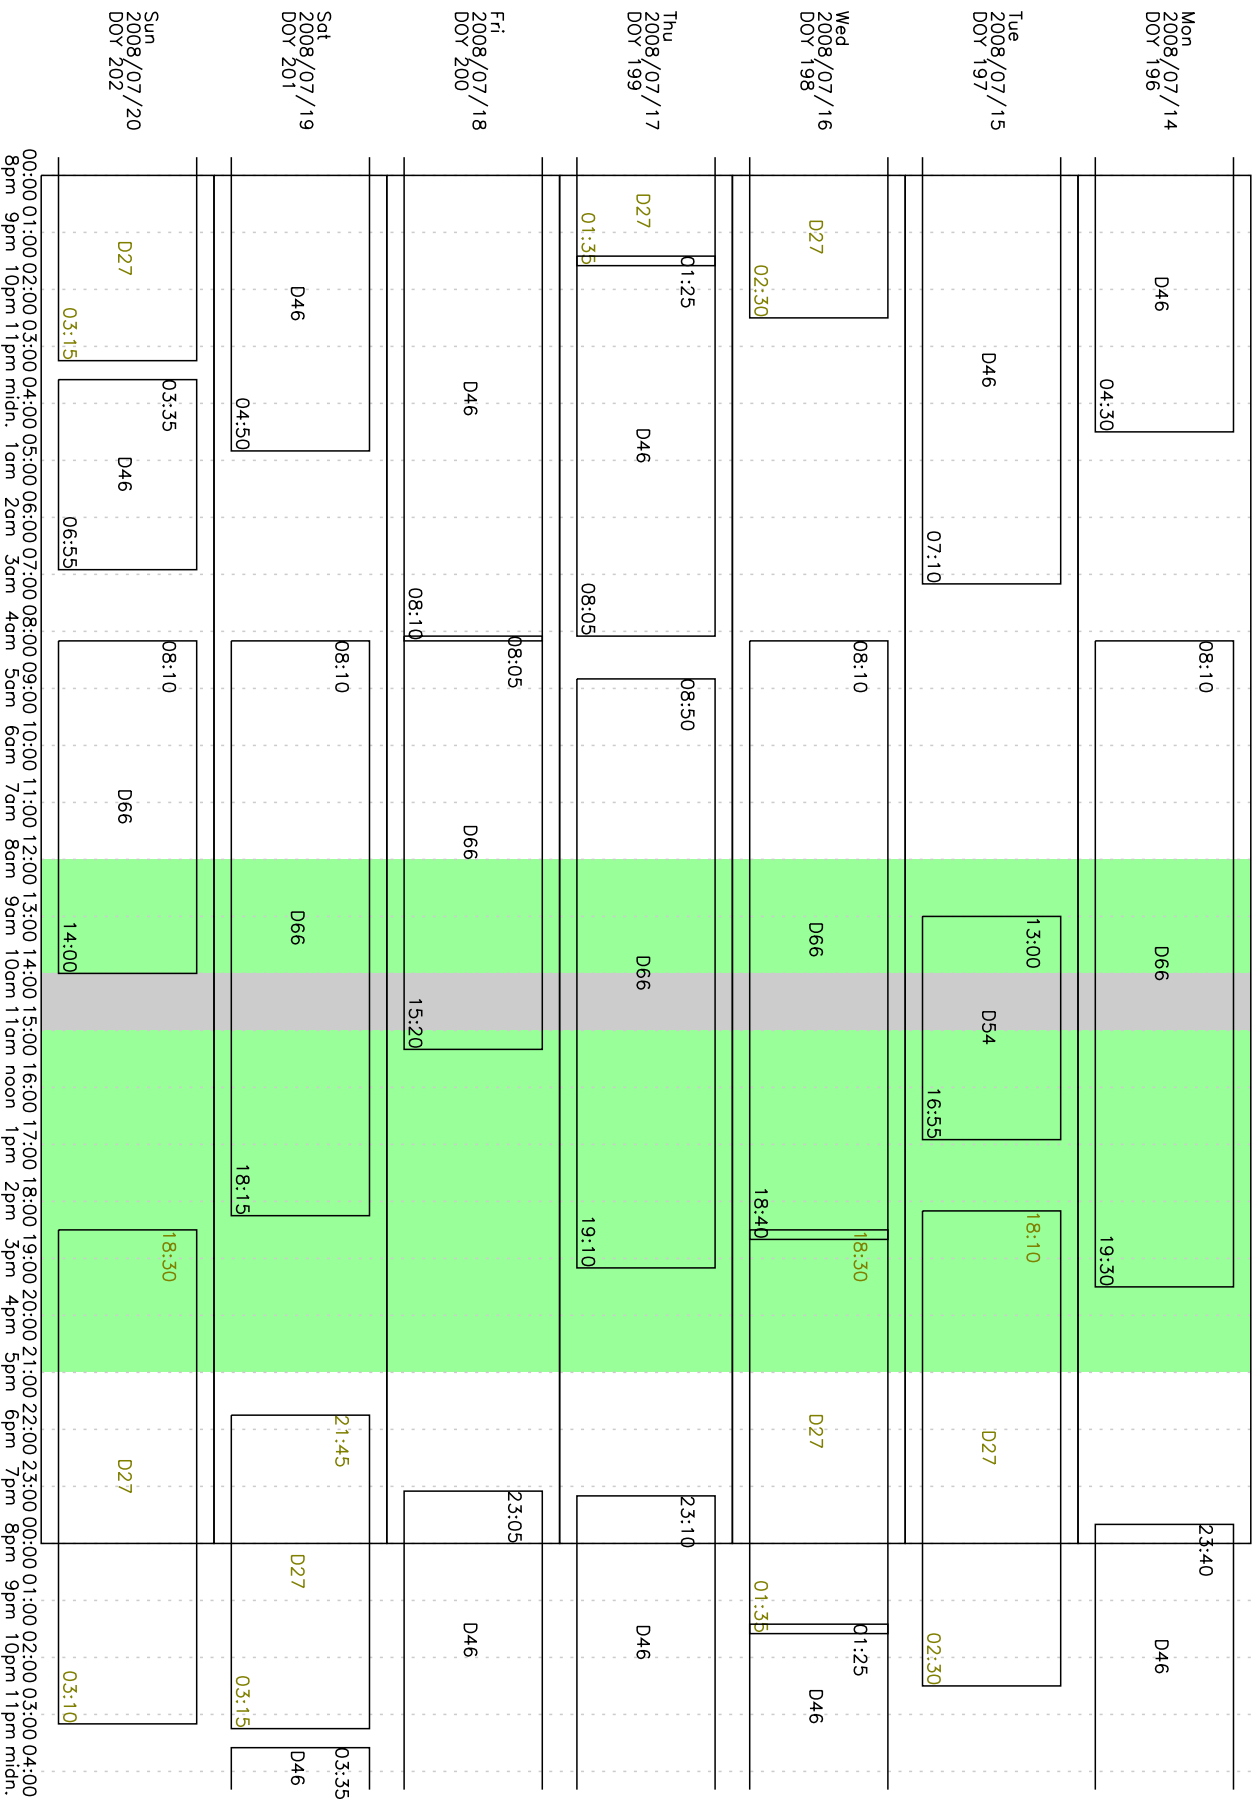 Mon
2008/07/14
DOY 196
D46
04:30
08:10
D66
19:30
23:40
D46
Tue
2008/07/15
DOY 197
D46
07:10
13:00
D54
16:55
18:10
D27
02:30
Wed
2008/07/16
DOY 198
D27
02:30
08:10
D66
18:40
18:30
D27
01:35
01:25
D46
Thu
2008/07/17
DOY 199
D27
01:35
01:25
D46
08:05
08:50
D66
19:10
23:10
D46
Fri
2008/07/18
DOY 200
D46
08:10
08:05
D66
15:20
23:05
D46
Sat
2008/07/19
DOY 201
D46
04:50
08:10
D66
18:15
21:45
D27
03:15
03:35
D46
Sun
2008/07/20
DOY 202
D27
03:15
03:35
D46
06:55
08:10
D66
14:00
18:30
D27
03:10
00:00 01:00 02:00 03:00 04:00 05:00 06:00 07:00 08:00 09:00 10:00 11:00 12:00 13:00 14:00 15:00 16:00 17:00 18:00 19:00 20:00 21:00 22:00 23:00 00:00 01:00 02:00 03:00 04:00
8pm 9pm 10pm 11pm midn. 1am 2am 3am 4am 5am 6am 7am 8am 9am 10am 11am noon 1pm 2pm 3pm 4pm 5pm 6pm 7pm 8pm 9pm 10pm 11pm midn.